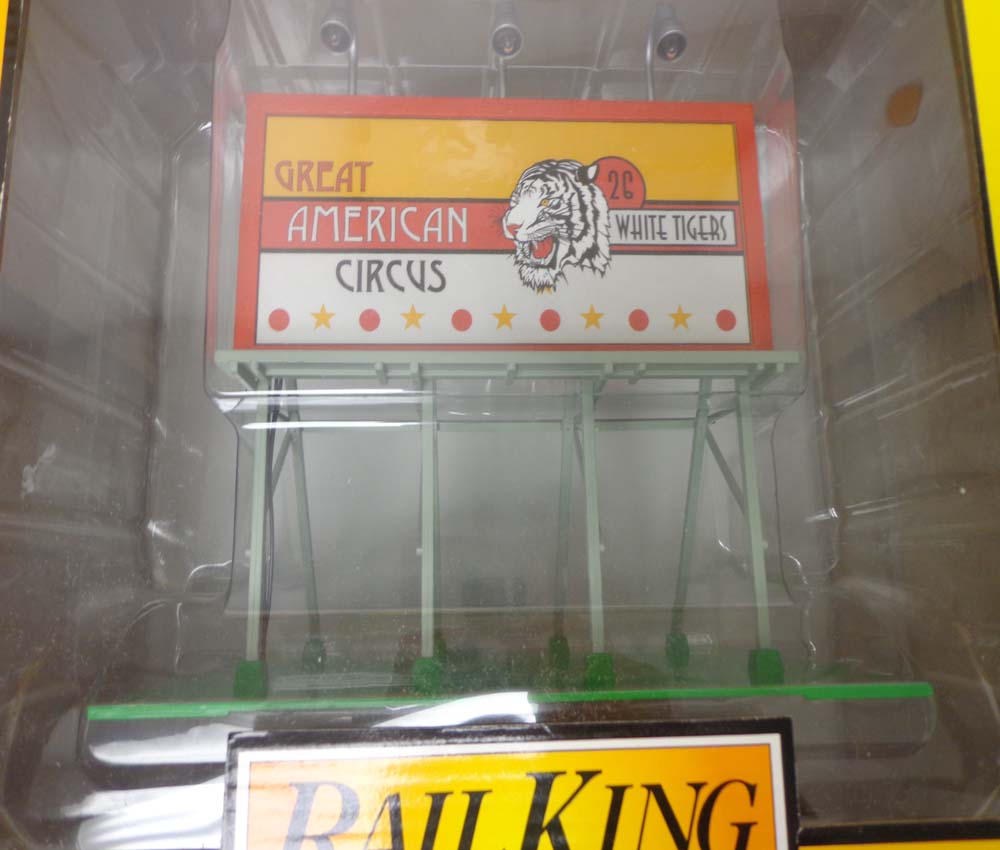 GREAT
26
AMERICAN
WHITE TIGERS
CIRCUS
RAILKING